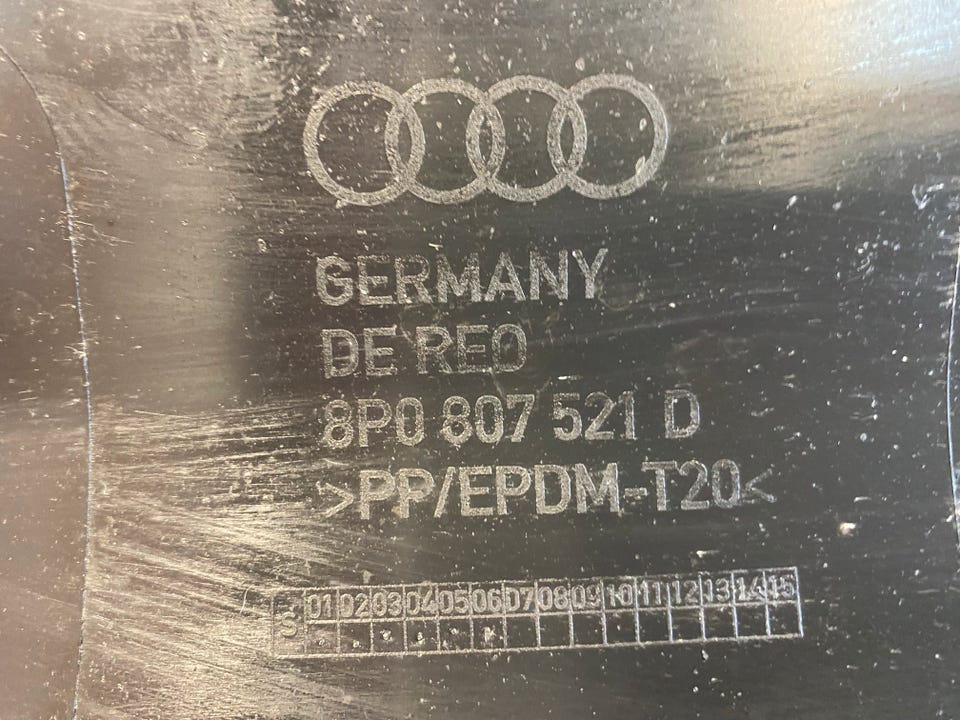 GERMANY
DE REO
8P0 807 521 D
>PP/EPDM-T20<
S 01 02 03 04 05 06 07 08 09 10 11 12 13 14 15